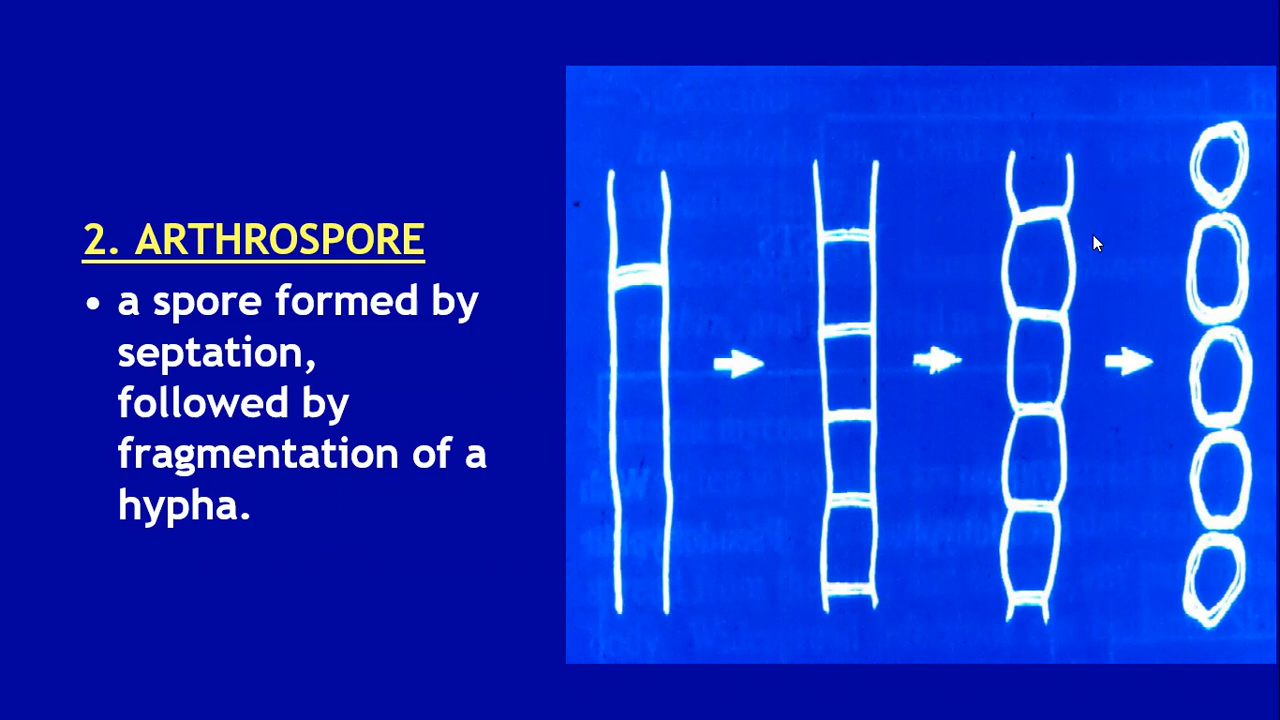 2. ARTHROSPORE
• a spore formed by
septation,
followed by
fragmentation of a
hypha.